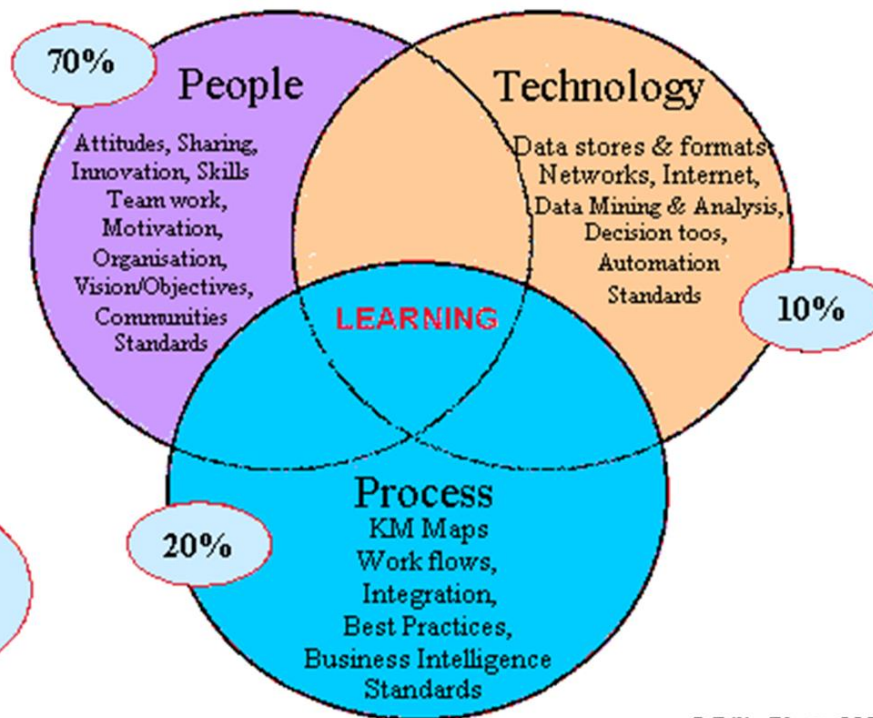 70%
People
Attitudes, Sharing,
Innovation, Skills
Team work,
Motivation,
Organisation,
Vision/Objectives,
Communities
Standards
Technology
Data stores & formats
Networks, Internet,
Data Mining & Analysis,
Decision toos,
Automation
Standards
10%
LEARNING
Process
KM Maps
Work flows,
Integration,
Best Practices,
Business Intelligence
Standards
20%